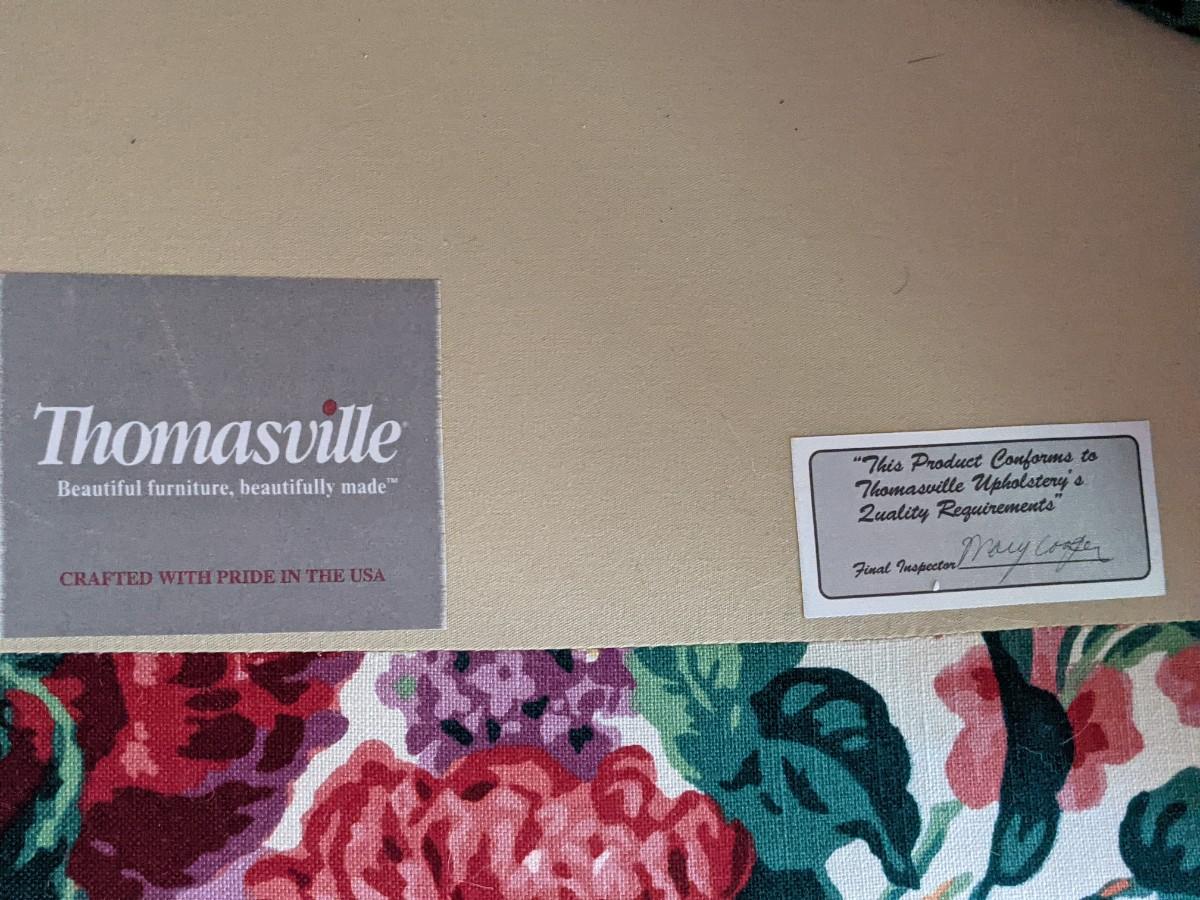 Thomasville®
Beautiful furniture, beautifully made™
CRAFTED WITH PRIDE IN THE USA
"This Product Conforms to
Thomasville Upholstery's
Quality Requirements"
Final Inspector Mary